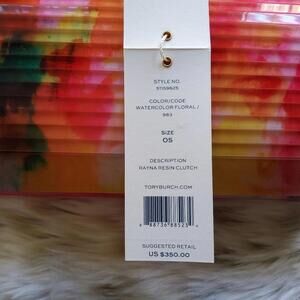 STYLE NO.
51159625
COLOR/CODE
WATERCOLOR FLORAL /
983
SIZE
OS
DESCRIPTION
RAYNA RESIN CLUTCH
TORYBURCH.COM
SUGGESTED RETAIL
US $350.00